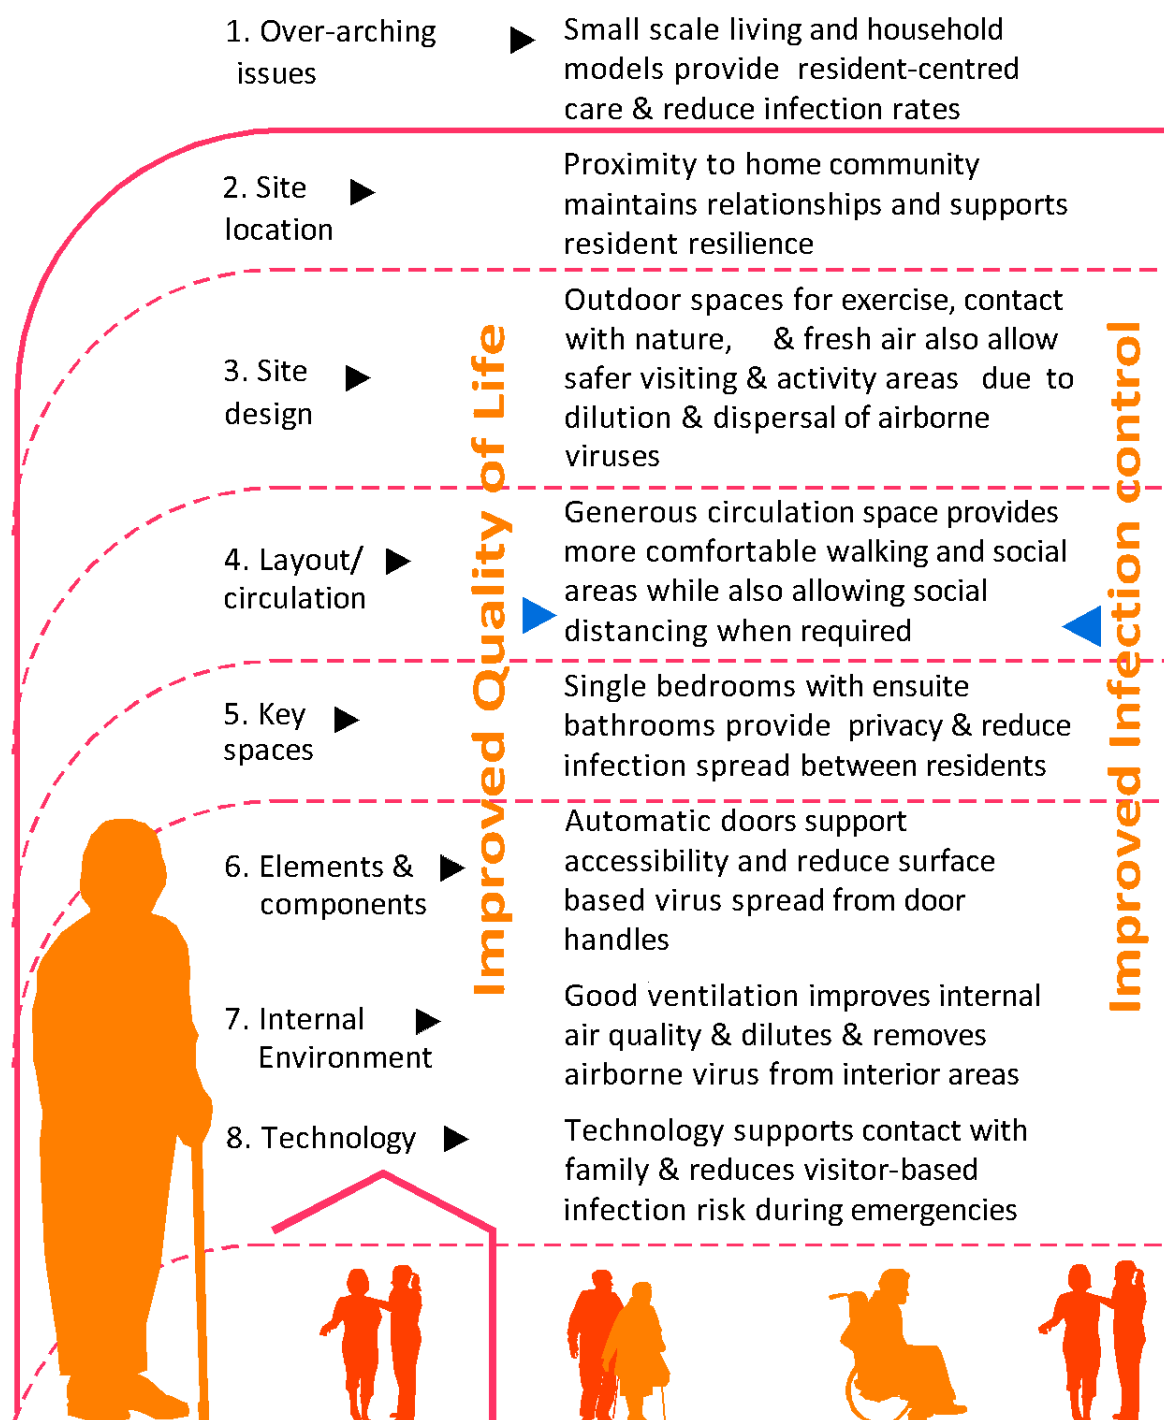 1. Over-arching
issues
Small scale living and household
models provide resident-centred
care & reduce infection rates
2. Site
location
Proximity to home community
maintains relationships and supports
resident resilience
3. Site
design
Outdoor spaces for exercise, contact
with nature, & fresh air also allow
safer visiting & activity areas due to
dilution & dispersal of airborne
viruses
4. Layout/
circulation
Generous circulation space provides
more comfortable walking and social
areas while also allowing social
distancing when required
5. Key
spaces
Single bedrooms with ensuite
bathrooms provide privacy & reduce
infection spread between residents
6. Elements &
components
Automatic doors support
accessibility and reduce surface
based virus spread from door
handles
7. Internal
Environment
Good ventilation improves internal
air quality & dilutes & removes
airborne virus from interior areas
8. Technology
Technology supports contact with
family & reduces visitor-based
infection risk during emergencies
Improved Quality of Life
Improved Infection control